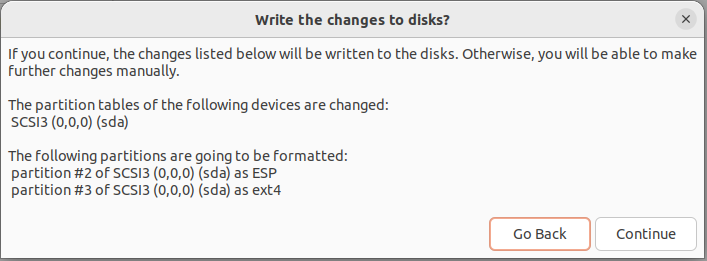 Write the changes to disks?
If you continue, the changes listed below will be written to the disks. Otherwise, you will be able to make
further changes manually.
The partition tables of the following devices are changed:
SCSI3 (0,0,0) (sda)
The following partitions are going to be formatted:
partition #2 of SCSI3 (0,0,0) (sda) as ESP
partition #3 of SCSI3 (0,0,0) (sda) as ext4
Go Back
Continue